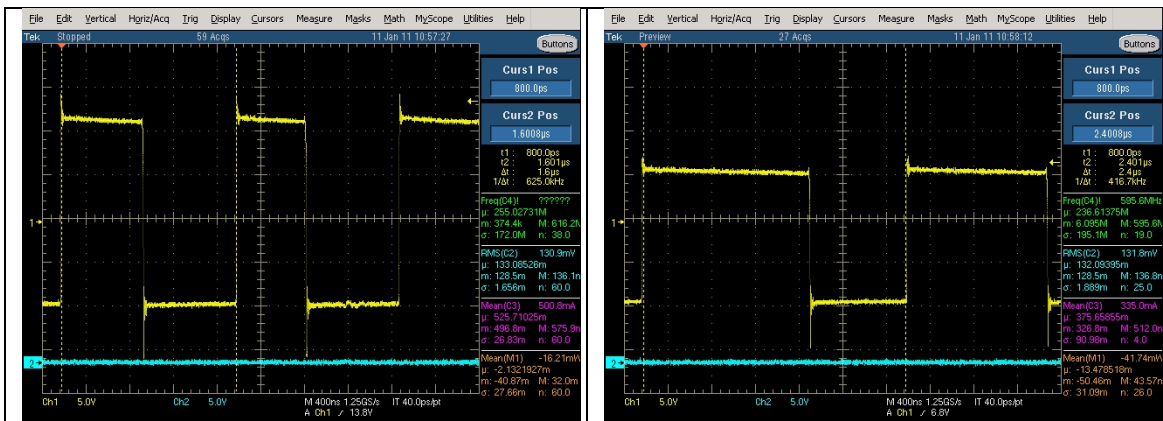 File Edit Vertical Horiz/Acq Trig Display Cursors Measure Masks Math MyScope Utilities Help
Tek Stopped 59 Acqs 11 Jan 11 10:57:27
Buttons
Curs1 Pos
800.0ps
Curs2 Pos
1.6008µs
t1 : 800.0ps
t2 : 1.601µs
Δt : 1.6µs
1/Δt : 625.0kHz
Freq(C4)! ??????
µ: 255.02731M
m: 374.4k M: 616.2M
σ: 172.0M n: 38.0
RMS(C2) 130.9mV
µ: 133.08526m
m: 128.5m M: 136.1m
σ: 1.656m n: 60.0
Mean(C3) 500.8mA
µ: 525.71025m
m: 496.8m M: 575.9m
σ: 26.83m n: 60.0
Mean(M1) -16.21mW
µ: -2.1321927m
m: -40.87m M: 32.0m
σ: 27.66m n: 60.0
1
2
Ch1 5.0V Ch2 5.0V M 400ns 1.25GS/s IT 40.0ps/pt
A Ch1 / 13.8V
File Edit Vertical Horiz/Acq Trig Display Cursors Measure Masks Math MyScope Utilities Help
Tek Preview 27 Acqs 11 Jan 11 10:58:12
Buttons
Curs1 Pos
800.0ps
Curs2 Pos
2.4008µs
t1 : 800.0ps
t2 : 2.401µs
Δt : 2.4µs
1/Δt : 416.7kHz
Freq(C4)! 595.6MHz
µ: 236.61375M
m: 6.095M M: 595.6M
σ: 195.1M n: 19.0
RMS(C2) 131.8mV
µ: 132.09395m
m: 128.5m M: 136.8m
σ: 1.889m n: 25.0
Mean(C3) 335.0mA
µ: 375.65855m
m: 326.8m M: 512.0m
σ: 90.98m n: 4.0
Mean(M1) -41.74mW
µ: -13.478518m
m: -50.46m M: 43.57m
σ: 31.09m n: 26.0
1
2
Ch1 5.0V Ch2 5.0V M 400ns 1.25GS/s IT 40.0ps/pt
A Ch1 / 6.8V